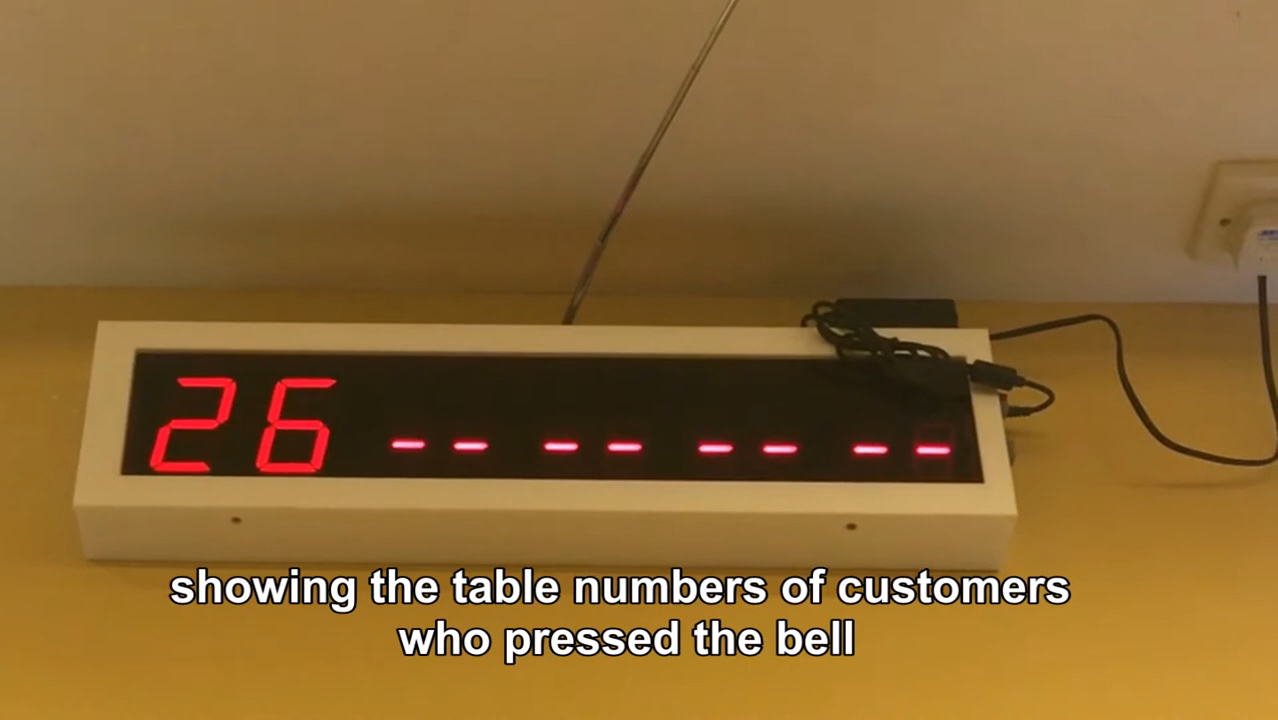 26 -- -- -- --
showing the table numbers of customers
who pressed the bell